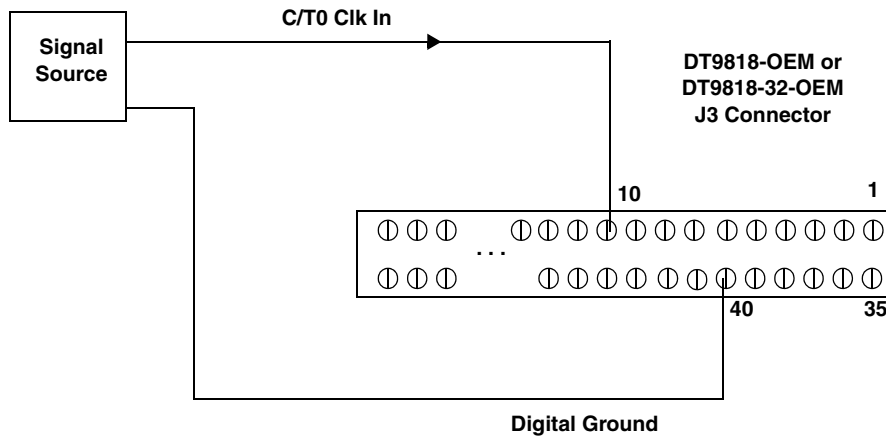 C/T0 Clk In
Signal
Source
DT9818-OEM or
DT9818-32-OEM
J3 Connector
10
1
. . .
40
35
Digital Ground